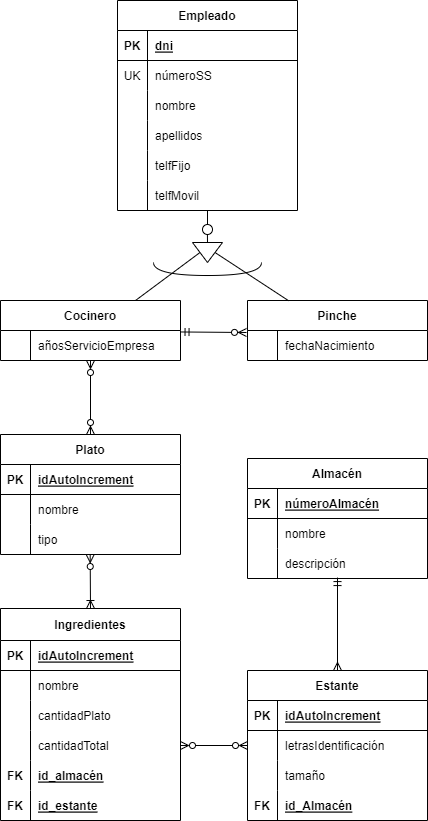 Empleado
PK dni
UK númeroSS
nombre
apellidos
telfFijo
telfMovil
Cocinero
añosServicioEmpresa
Pinche
fechaNacimiento
Plato
PK idAutoIncrement
nombre
tipo
Almacén
PK númeroAlmacén
nombre
descripción
Ingredientes
PK idAutoIncrement
nombre
cantidadPlato
cantidadTotal
FK id_almacén
FK id_estante
Estante
PK idAutoIncrement
letrasIdentificación
tamaño
FK id_Almacén